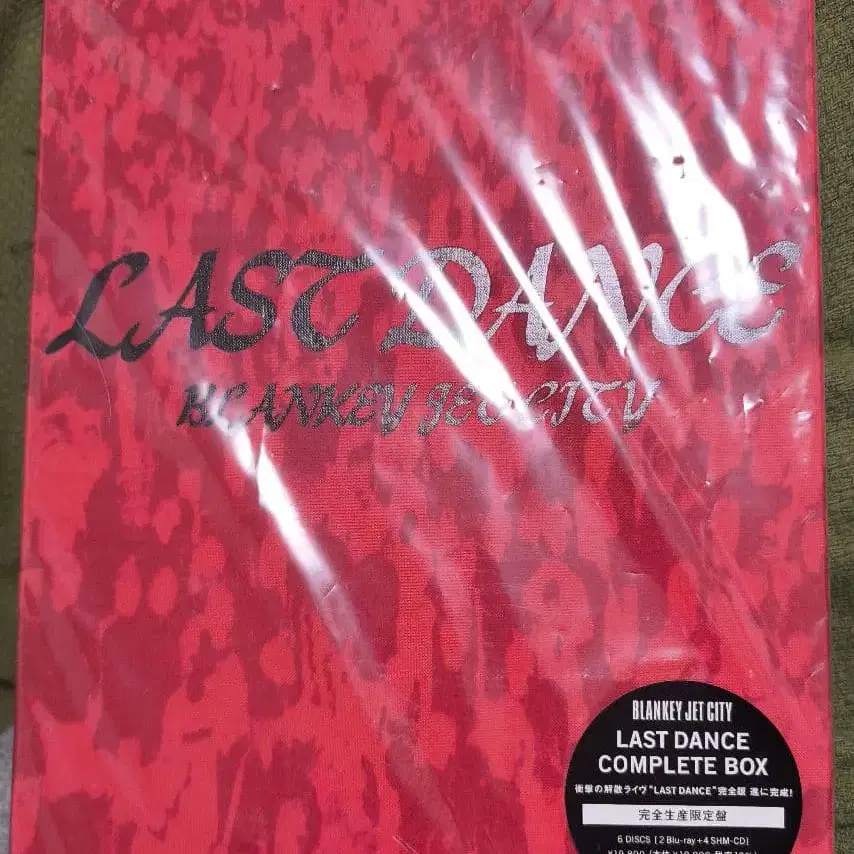 LAST DANCE
BLANKEY JET CITY
BLANKEY JET CITY
LAST DANCE
COMPLETE BOX
衝撃の解散ライヴ"LAST DANCE"完全版 遂に完成!
完全生産限定盤
6 DISCS [2 Blu-ray+4 SHM-CD]